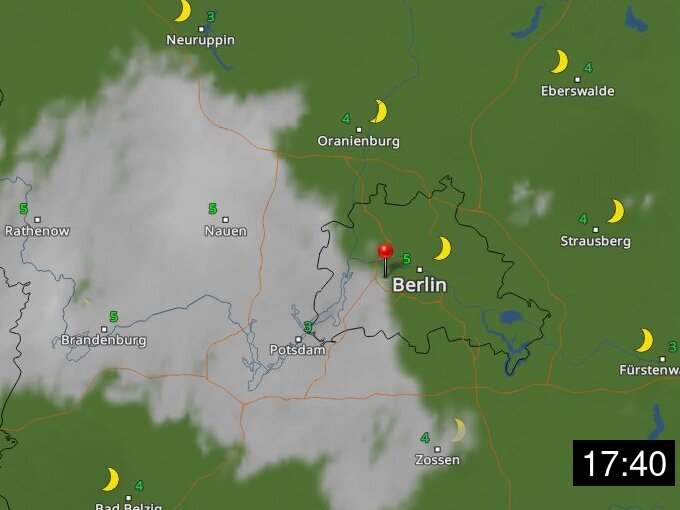 3
Neuruppin
4
Eberswalde
4
Oranienburg
5
Rathenow
5
Nauen
4
Strausberg
5
Berlin
5
Brandenburg
3
Potsdam
3
Fürstenwa
4
Zossen
17:40
4
Bad Belzig